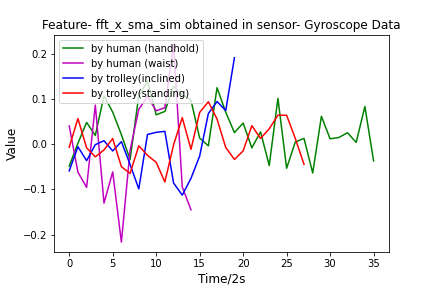 Feature- fft_x_sma_sim obtained in sensor- Gyroscope Data
by human (handhold)
by human (waist)
by trolley(inclined)
by trolley(standing)
0.2
0.1
0.0
−0.1
−0.2
Value
0 5 10 15 20 25 30 35
Time/2s